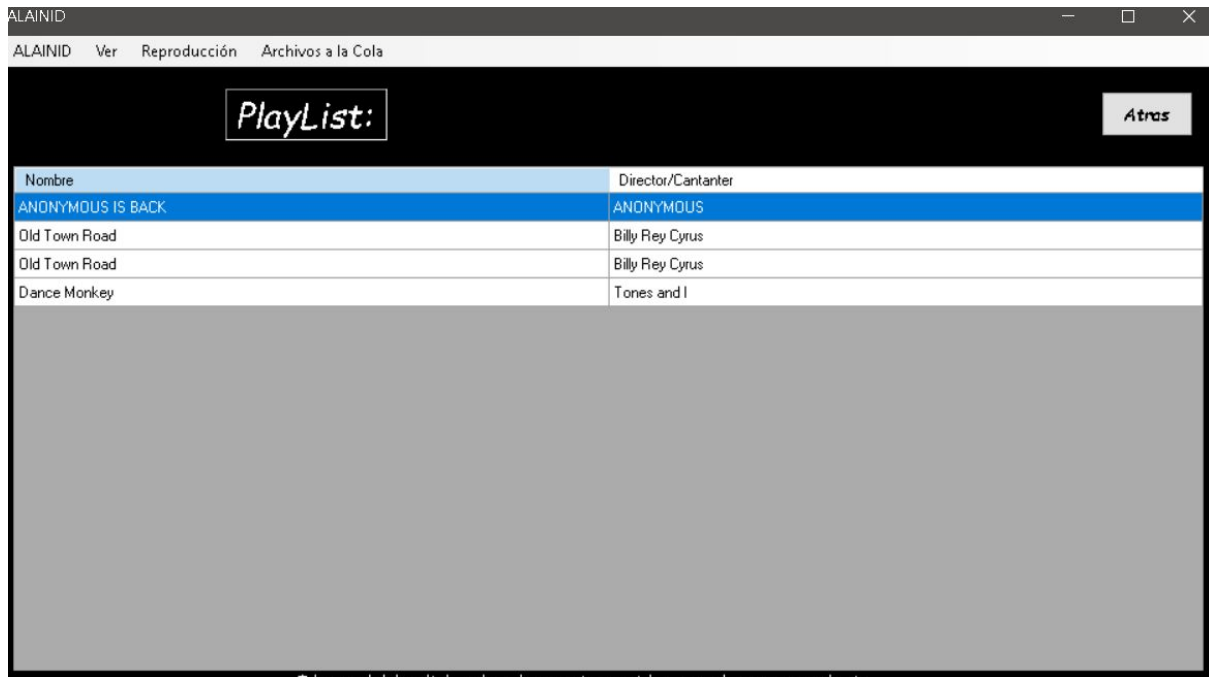 ALAINID
ALAINID Ver Reproducción Archivos a la Cola
PlayList:
Atras
Nombre Director/Cantanter
ANONYMOUS IS BACK ANONYMOUS
Old Town Road Billy Rey Cyrus
Old Town Road Billy Rey Cyrus
Dance Monkey Tones and I